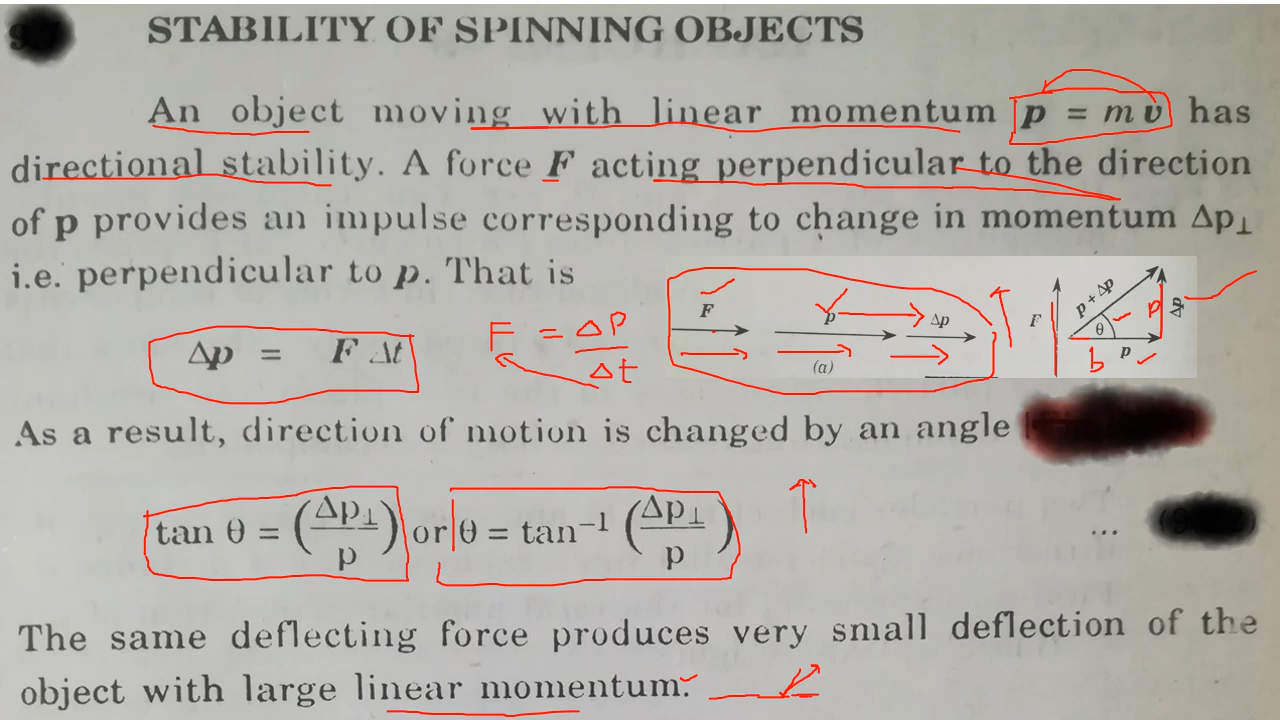 STABILITY OF SPINNING OBJECTS
An object moving with linear momentum p = m v has
directional stability. A force F acting perpendicular to the direction
of p provides an impulse corresponding to change in momentum Δp⊥
i.e. perpendicular to p. That is
Δp = F Δt
F = ΔP / Δt
F p Δp
(a)
F p + Δp θ p Δp
P
b
As a result, direction of motion is changed by an angle
tan θ = (Δp⊥ / p) or θ = tan⁻¹ (Δp⊥ / p) ...
The same deflecting force produces very small deflection of the
object with large linear momentum.